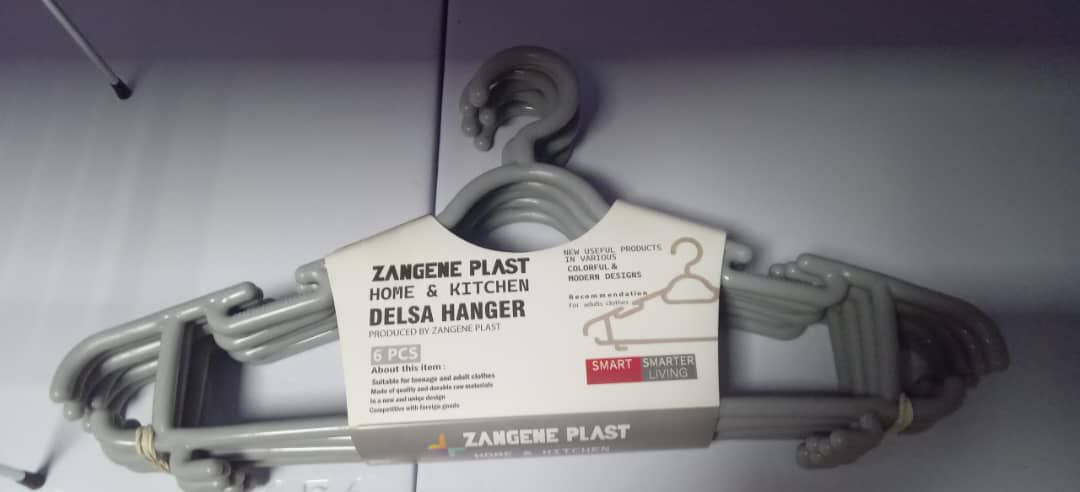 ZANGENE PLAST
HOME & KITCHEN
DELSA HANGER
PRODUCED BY ZANGENE PLAST
6 PCS
About this item :
Suitable for teenage and adult clothes
Made of quality and durable raw materials
In a new and unique design
Competitive with foreign goods
NEW USEFUL PRODUCTS
IN VARIOUS
COLORFUL &
MODERN DESIGNS
Recommendation
For adults clothes
SMART SMARTER
LIVING
ZANGENE PLAST
HOME & KITCHEN